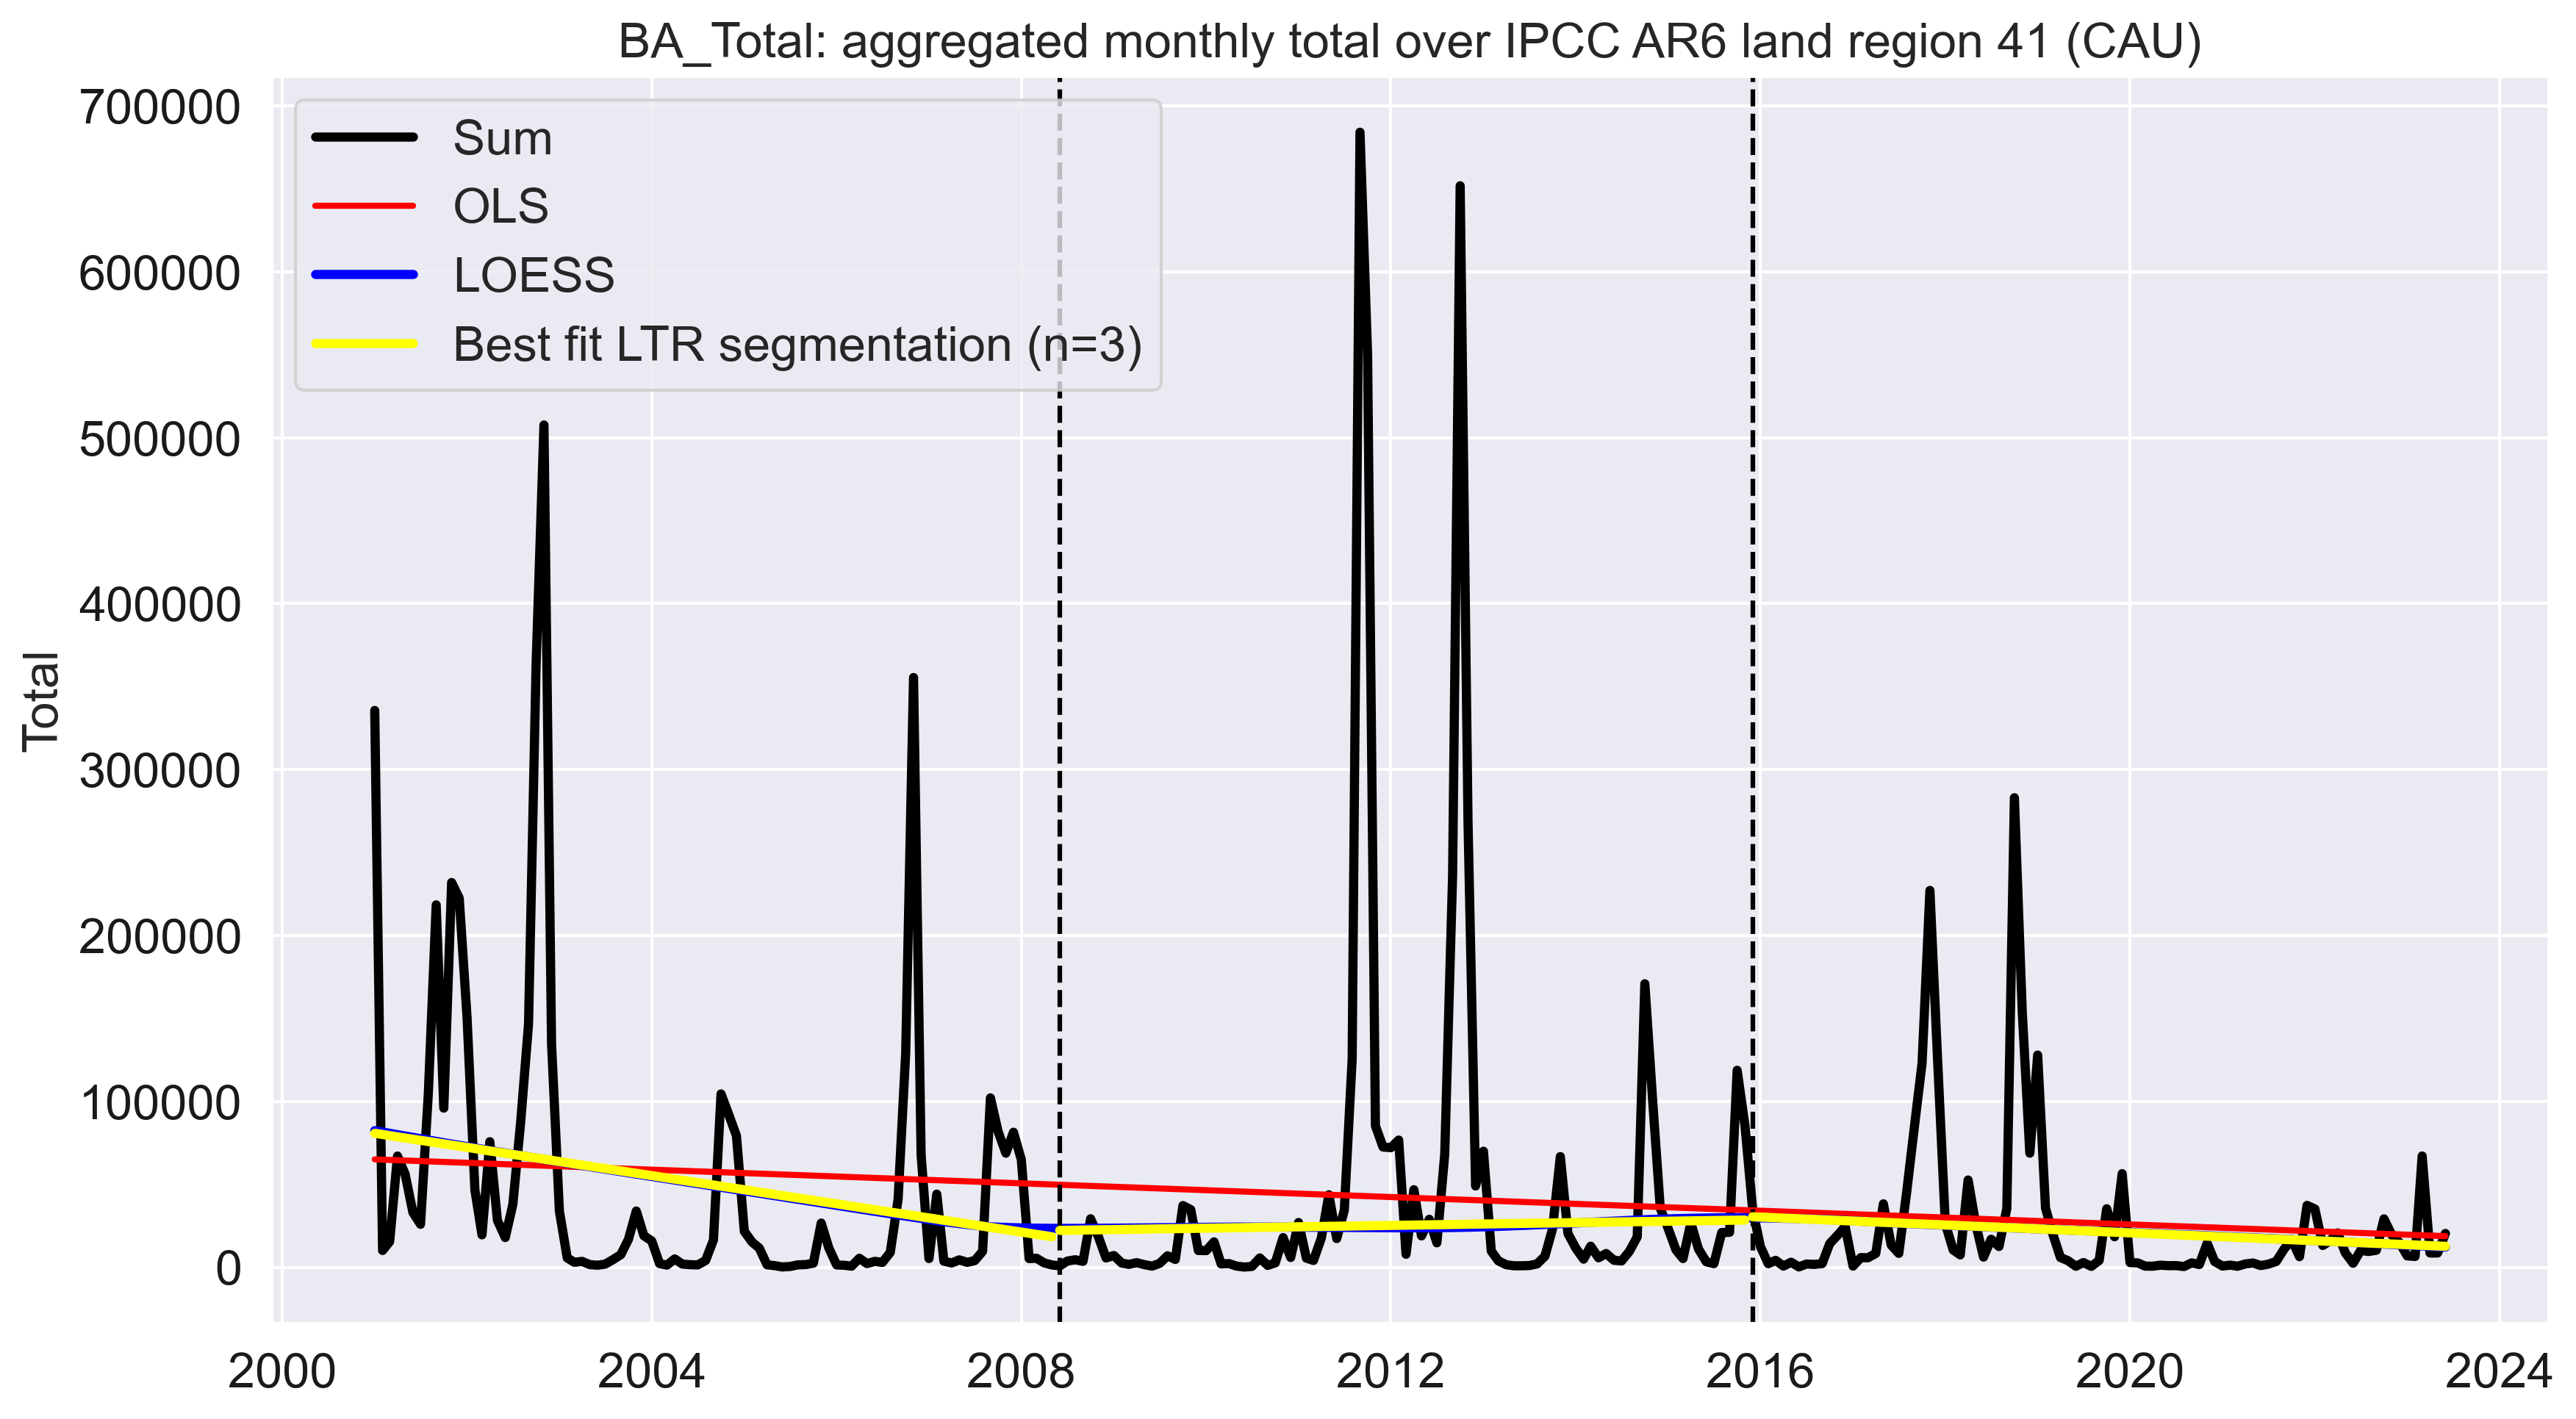 BA_Total: aggregated monthly total over IPCC AR6 land region 41 (CAU)
700000
600000
500000
400000
300000
200000
100000
0
Total
Sum
OLS
LOESS
Best fit LTR segmentation (n=3)
2000
2004
2008
2012
2016
2020
2024